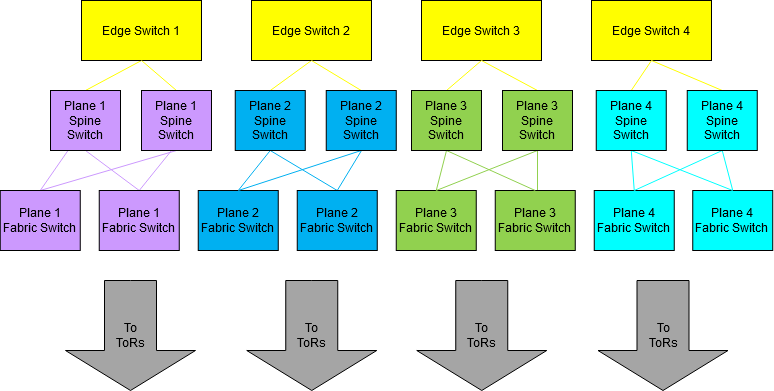 Edge Switch 1
Edge Switch 2
Edge Switch 3
Edge Switch 4
Plane 1
Spine
Switch
Plane 1
Spine
Switch
Plane 2
Spine
Switch
Plane 2
Spine
Switch
Plane 3
Spine
Switch
Plane 3
Spine
Switch
Plane 4
Spine
Switch
Plane 4
Spine
Switch
Plane 1
Fabric Switch
Plane 1
Fabric Switch
Plane 2
Fabric Switch
Plane 2
Fabric Switch
Plane 3
Fabric Switch
Plane 3
Fabric Switch
Plane 4
Fabric Switch
Plane 4
Fabric Switch
To
ToRs
To
ToRs
To
ToRs
To
ToRs